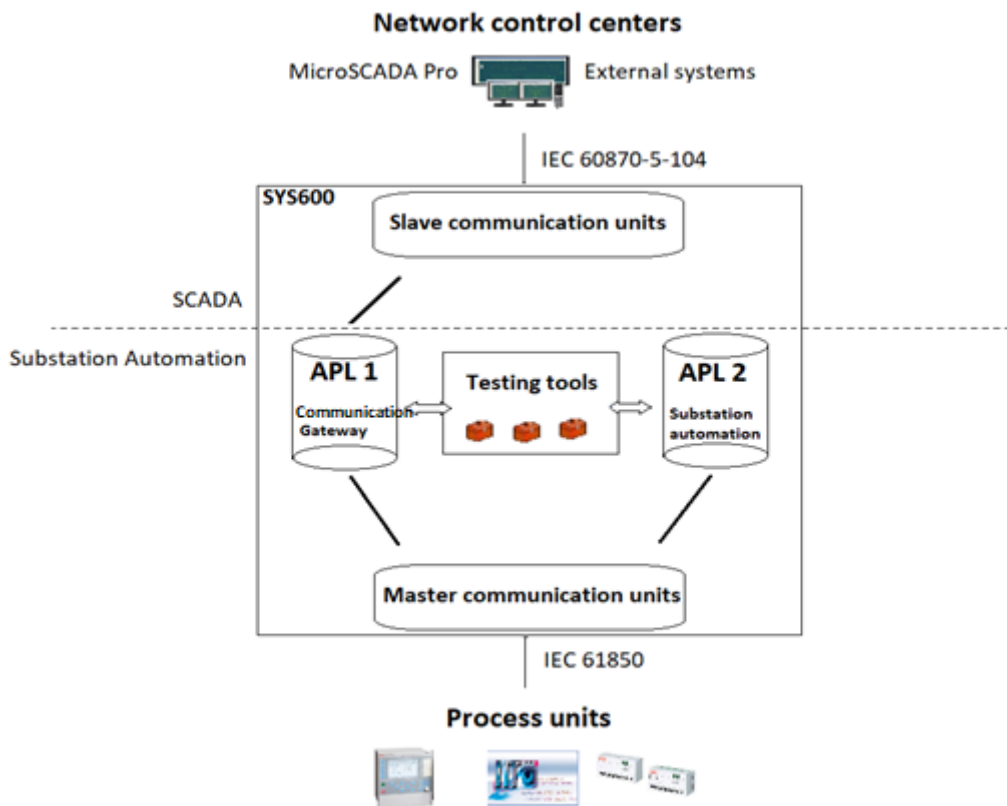 Network control centers
MicroSCADA Pro
External systems
IEC 60870-5-104
SYS600
Slave communication units
SCADA
Substation Automation
APL 1
Communication
Gateway
Testing tools
APL 2
Substation
automation
Master communication units
IEC 61850
Process units